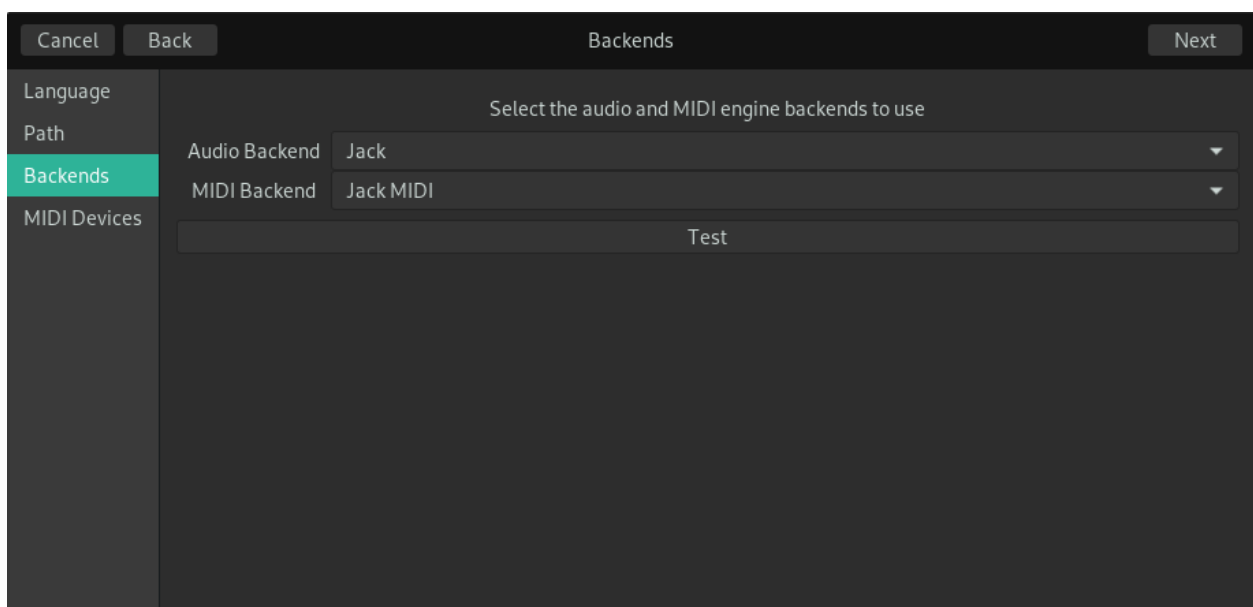 Cancel Back Backends Next
Language
Select the audio and MIDI engine backends to use
Path
Audio Backend Jack
Backends
MIDI Backend Jack MIDI
MIDI Devices
Test